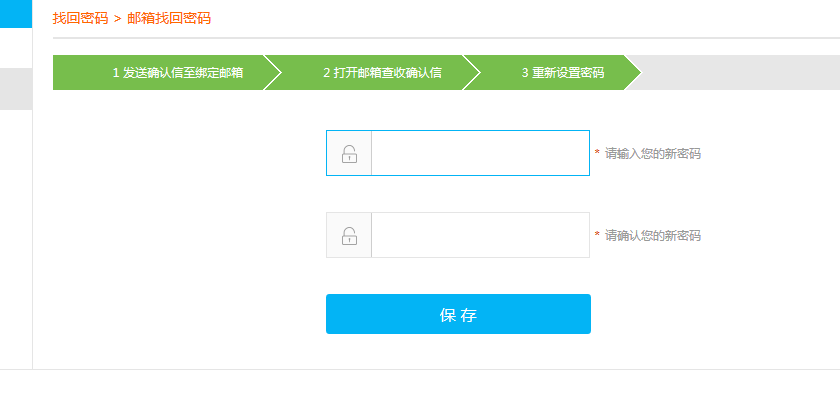 找回密码 > 邮箱找回密码
1 发送确认信至绑定邮箱 2 打开邮箱查收确认信 3 重新设置密码
* 请输入您的新密码
* 请确认您的新密码
保 存